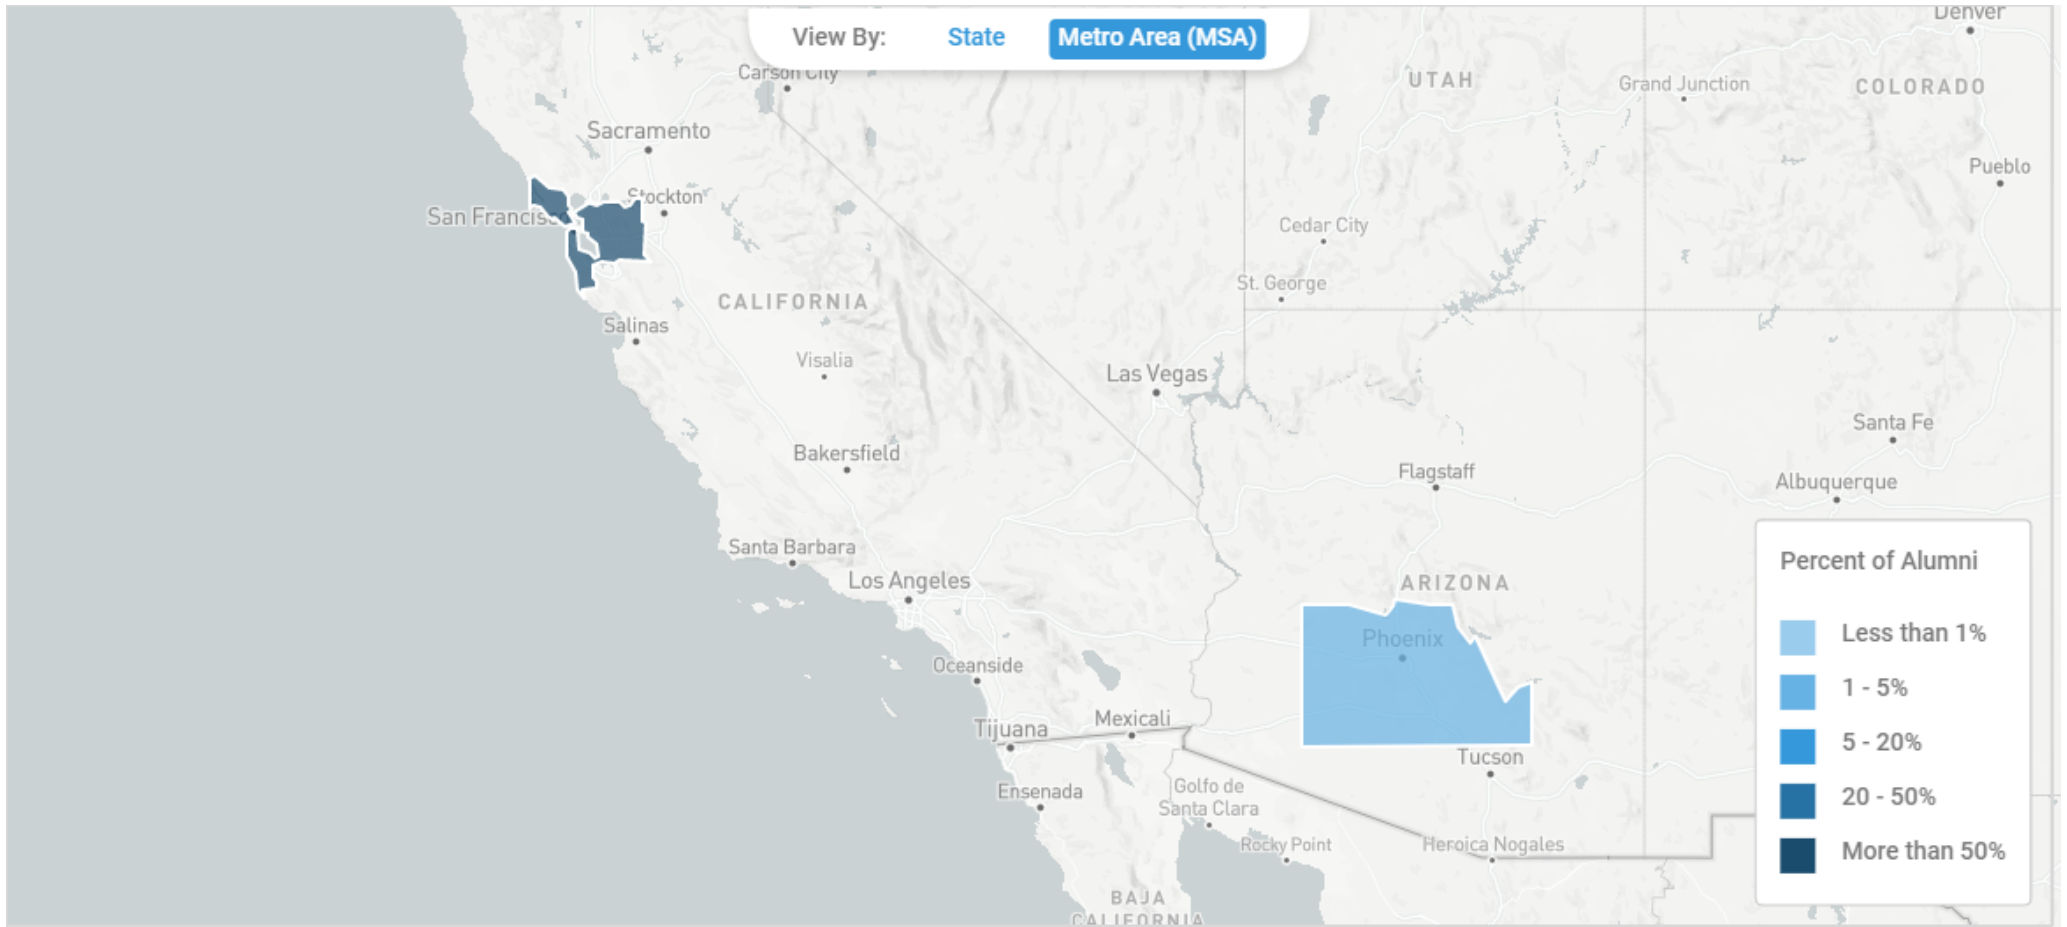 Denver
View By: State Metro Area (MSA)
Carson City
UTAH
Grand Junction
COLORADO
Sacramento
Pueblo
Stockton
San Francisco
Cedar City
St. George
CALIFORNIA
Salinas
Visalia
Las Vegas
Santa Fe
Bakersfield
Flagstaff
Albuquerque
Santa Barbara
Los Angeles
ARIZONA
Phoenix
Oceanside
Tijuana
Mexicali
Tucson
Ensenada
Golfo de
Santa Clara
Rocky Point
Heroica Nogales
BAJA
CALIFORNIA
Percent of Alumni
Less than 1%
1 - 5%
5 - 20%
20 - 50%
More than 50%